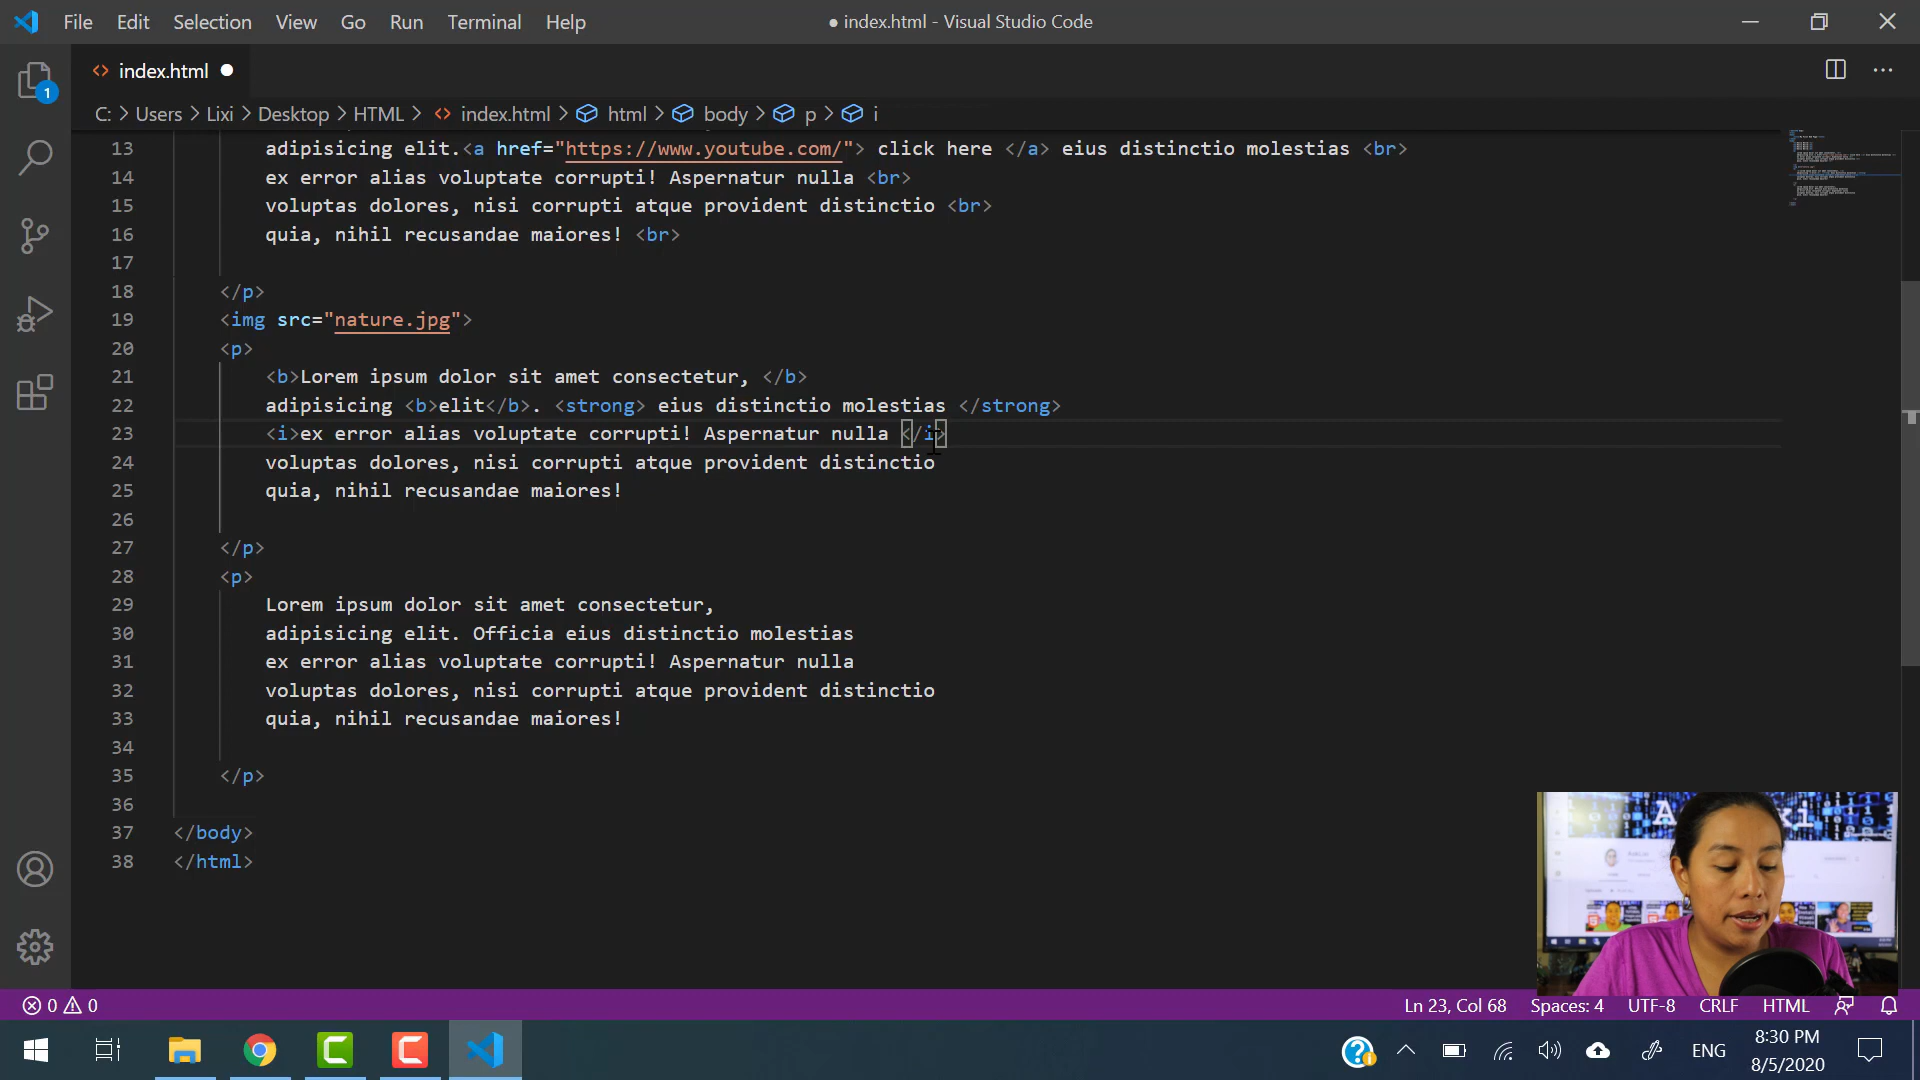 File Edit Selection View Go Run Terminal Help
● index.html - Visual Studio Code
index.html
1
C: > Users > Lixi > Desktop > HTML > index.html > html > body > p > i
13 adipisicing elit.<a href="https://www.youtube.com/"> click here </a> eius distinctio molestias <br>
14 ex error alias voluptate corrupti! Aspernatur nulla <br>
15 voluptas dolores, nisi corrupti atque provident distinctio <br>
16 quia, nihil recusandae maiores! <br>
17
18 </p>
19 <img src="nature.jpg">
20 <p>
21 <b>Lorem ipsum dolor sit amet consectetur, </b>
22 adipisicing <b>elit</b>. <strong> eius distinctio molestias </strong>
23 <i>ex error alias voluptate corrupti! Aspernatur nulla </i>
24 voluptas dolores, nisi corrupti atque provident distinctio
25 quia, nihil recusandae maiores!
26
27 </p>
28 <p>
29 Lorem ipsum dolor sit amet consectetur,
30 adipisicing elit. Officia eius distinctio molestias
31 ex error alias voluptate corrupti! Aspernatur nulla
32 voluptas dolores, nisi corrupti atque provident distinctio
33 quia, nihil recusandae maiores!
34
35 </p>
36
37 </body>
38 </html>
0 0
Ln 23, Col 68 Spaces: 4 UTF-8 CRLF HTML
ENG
8:30 PM
8/5/2020